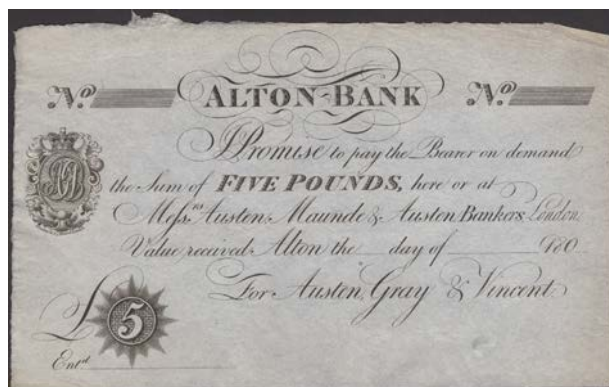 No. ALTON-BANK No.
I Promise to pay the Bearer on demand
the Sum of FIVE POUNDS, here or at
Messrs. Austen, Maunde & Austen Bankers London
Value received Alton the day of 180
For Austen, Gray & Vincent
£ 5
Entd.